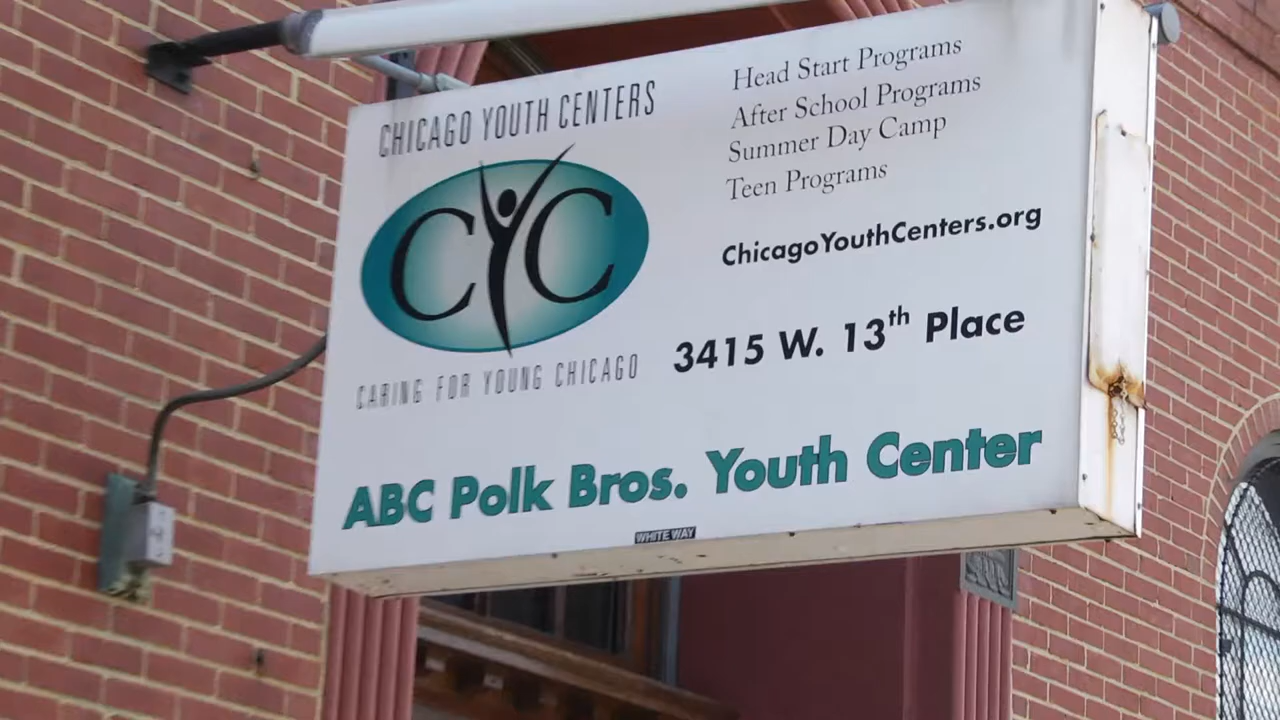 CHICAGO YOUTH CENTERS
CYC
CARING FOR YOUNG CHICAGO
Head Start Programs
After School Programs
Summer Day Camp
Teen Programs
ChicagoYouthCenters.org
3415 W. 13th Place
ABC Polk Bros. Youth Center
WHITE WAY